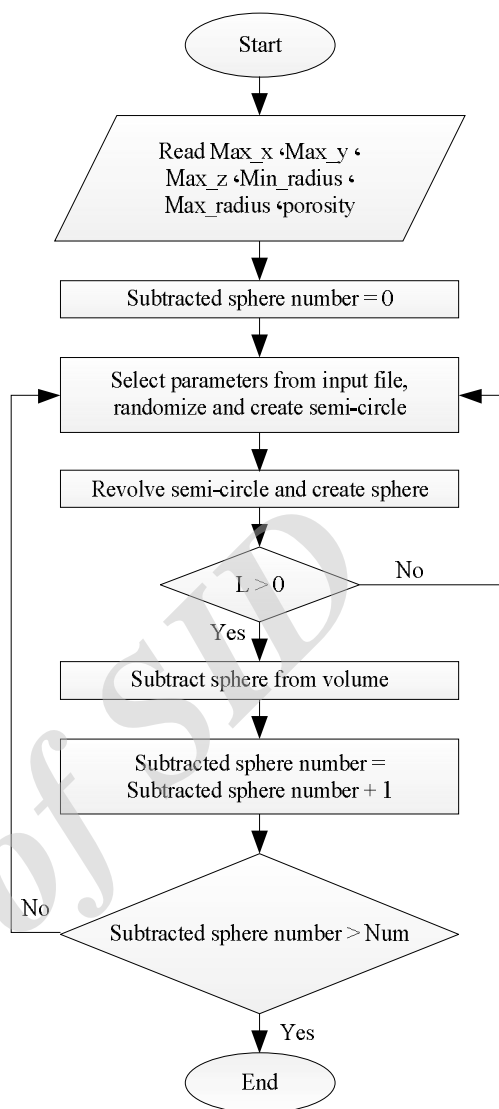 Start
Read Max_x ،Max_y ،
Max_z ،Min_radius ،
Max_radius ،porosity
Subtracted sphere number = 0
Select parameters from input file,
randomize and create semi-circle
Revolve semi-circle and create sphere
L > 0
No
Yes
Subtract sphere from volume
Subtracted sphere number =
Subtracted sphere number + 1
No
Subtracted sphere number > Num
Yes
End
of SID